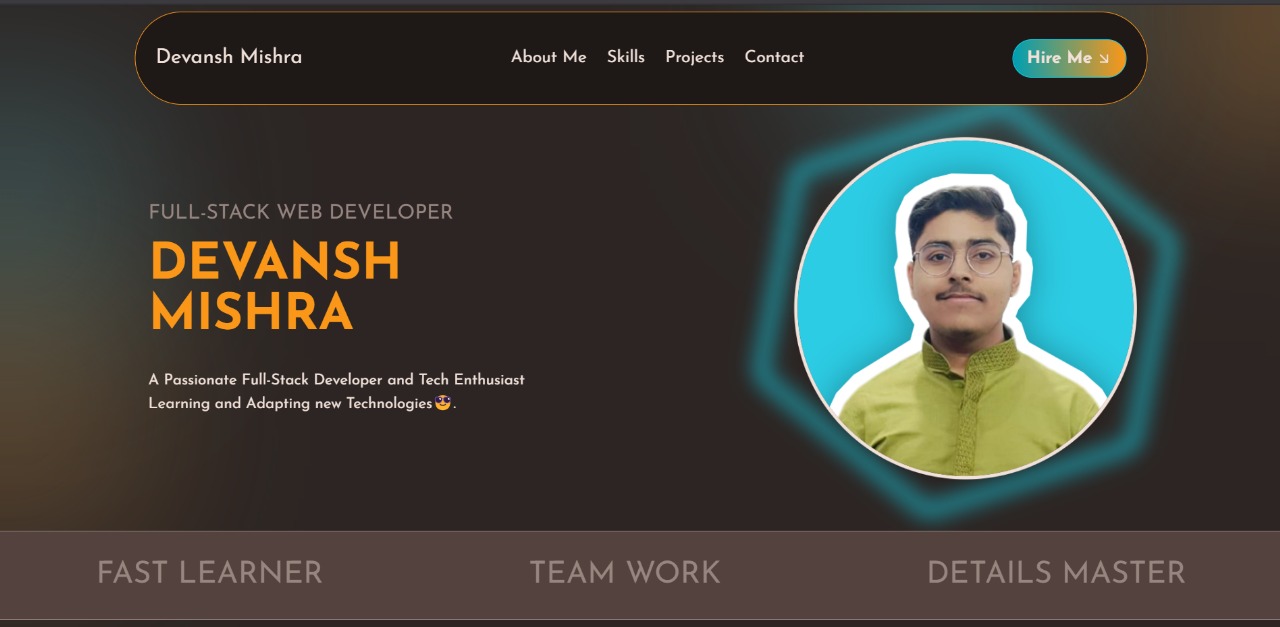 Devansh Mishra
About Me Skills Projects Contact
Hire Me
FULL-STACK WEB DEVELOPER
DEVANSH
MISHRA
A Passionate Full-Stack Developer and Tech Enthusiast
Learning and Adapting new Technologies😎.
FAST LEARNER
TEAM WORK
DETAILS MASTER